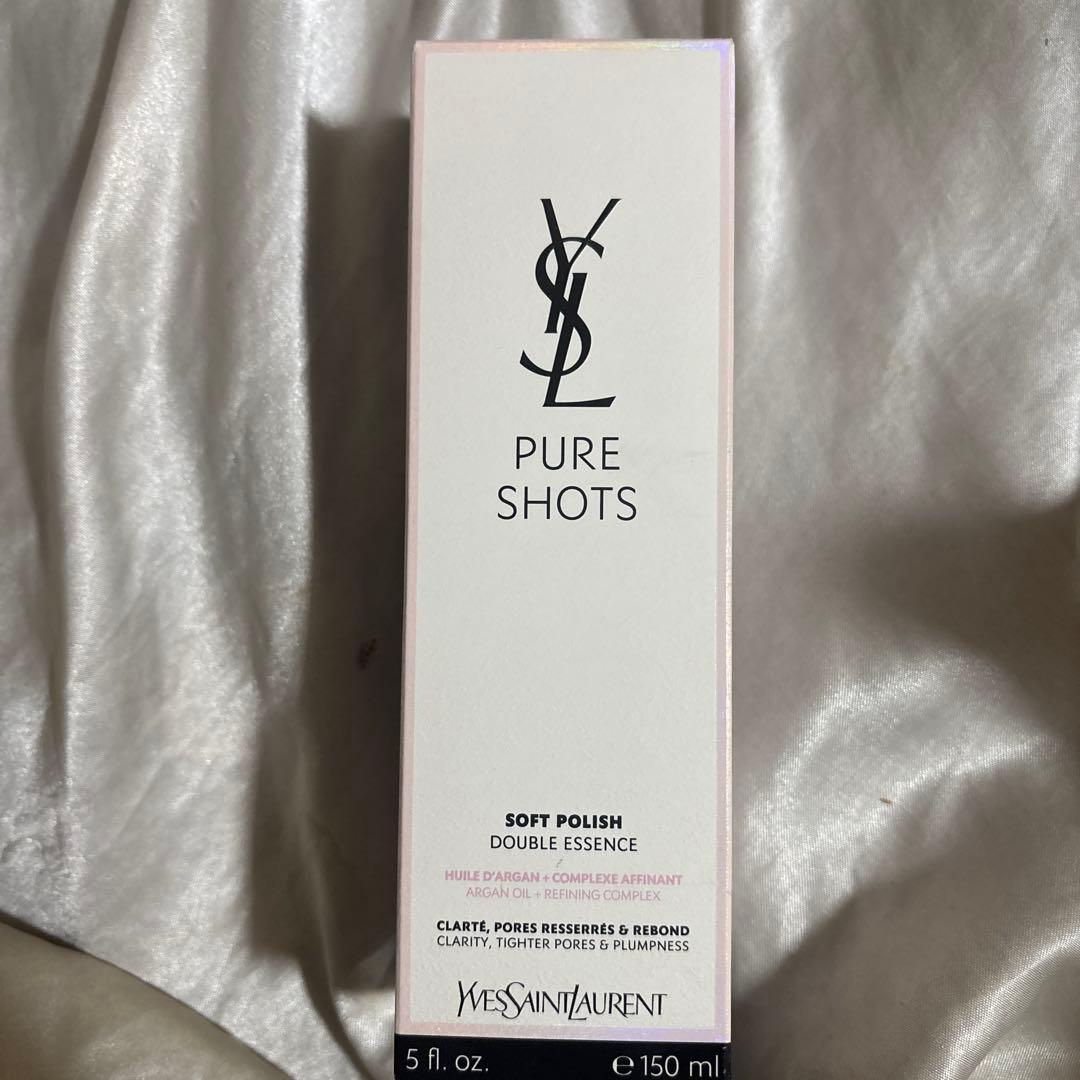 YSL
PURE
SHOTS
SOFT POLISH
DOUBLE ESSENCE
HUILE D'ARGAN + COMPLEXE AFFINANT
ARGAN OIL + REFINING COMPLEX
CLARTÉ, PORES RESSERRÉS & REBOND
CLARITY, TIGHTER PORES & PLUMPNESS
YVESSAINTLAURENT
5 fl. oz. ℮ 150 ml